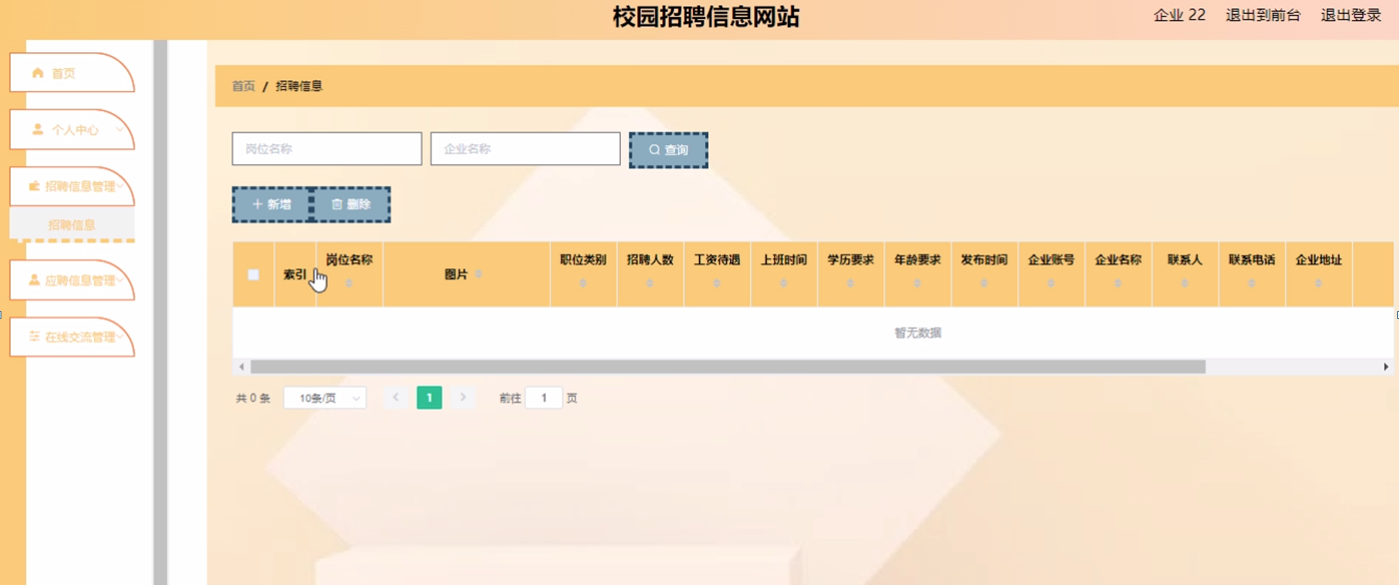 校园招聘信息网站
企业 22 退出到前台 退出登录
首页
个人中心
招聘信息管理
招聘信息
应聘信息管理
在线交流管理
首页 / 招聘信息
岗位名称 企业名称 查询
新增 删除
索引 岗位名称 图片 职位类别 招聘人数 工资待遇 上班时间 学历要求 年龄要求 发布时间 企业账号 企业名称 联系人 联系电话 企业地址
暂无数据
共 0 条 10条/页 1 前往 1 页